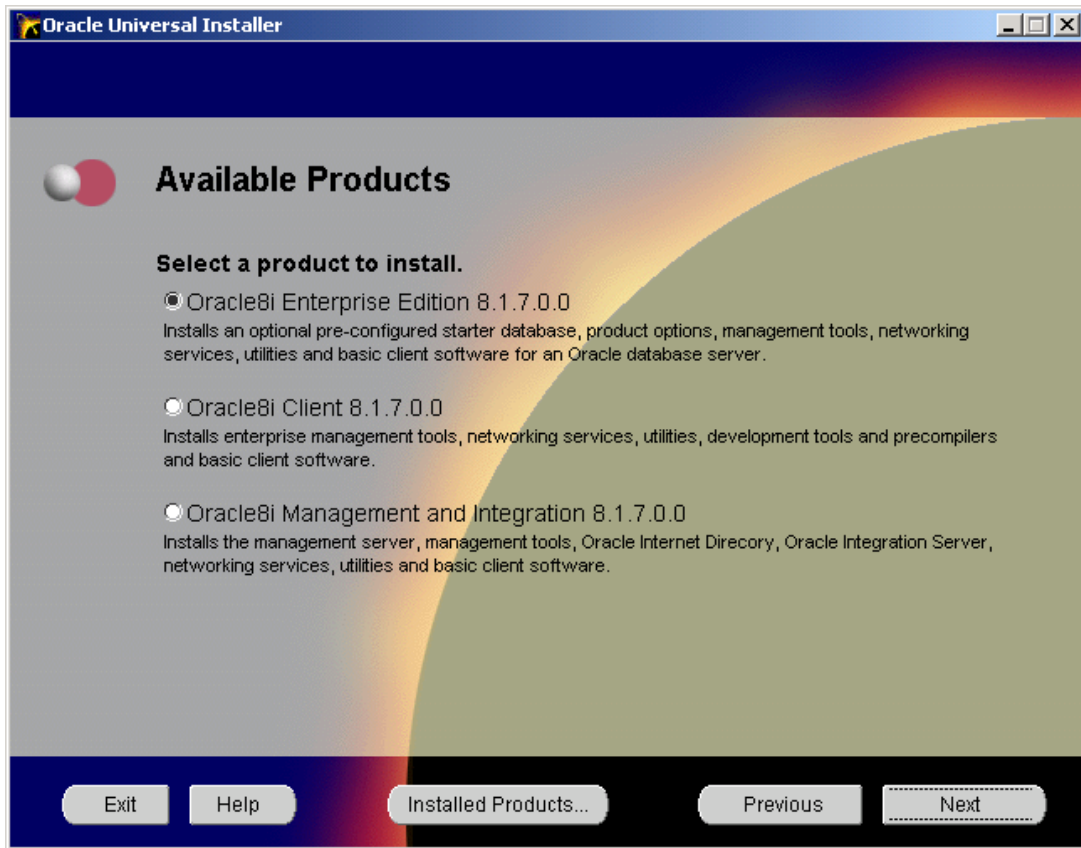 Oracle Universal Installer
Available Products
Select a product to install.
Oracle8i Enterprise Edition 8.1.7.0.0
Installs an optional pre-configured starter database, product options, management tools, networking
services, utilities and basic client software for an Oracle database server.
Oracle8i Client 8.1.7.0.0
Installs enterprise management tools, networking services, utilities, development tools and precompilers
and basic client software.
Oracle8i Management and Integration 8.1.7.0.0
Installs the management server, management tools, Oracle Internet Direcory, Oracle Integration Server,
networking services, utilities and basic client software.
Exit Help Installed Products... Previous Next